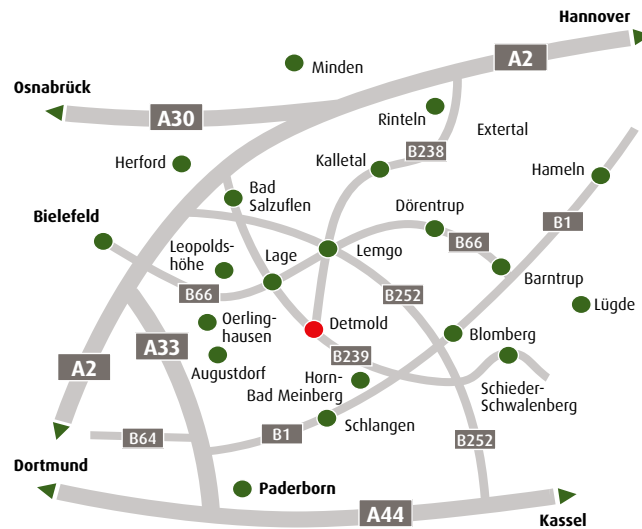 Hannover
A2
Minden
Osnabrück
A30
Rinteln
Extertal
B238
Herford
Kalletal
Hameln
Bad
Salzuflen
Dörentrup
B1
Bielefeld
Leopolds-
höhe
Lage
Lemgo
B66
Barntrup
B66
B252
Lügde
Oerling-
hausen
Detmold
Blomberg
A33
B239
A2
Augustdorf
Horn-
Bad Meinberg
Schieder-
Schwalenberg
B64
B1
Schlangen
B252
Dortmund
Paderborn
A44
Kassel